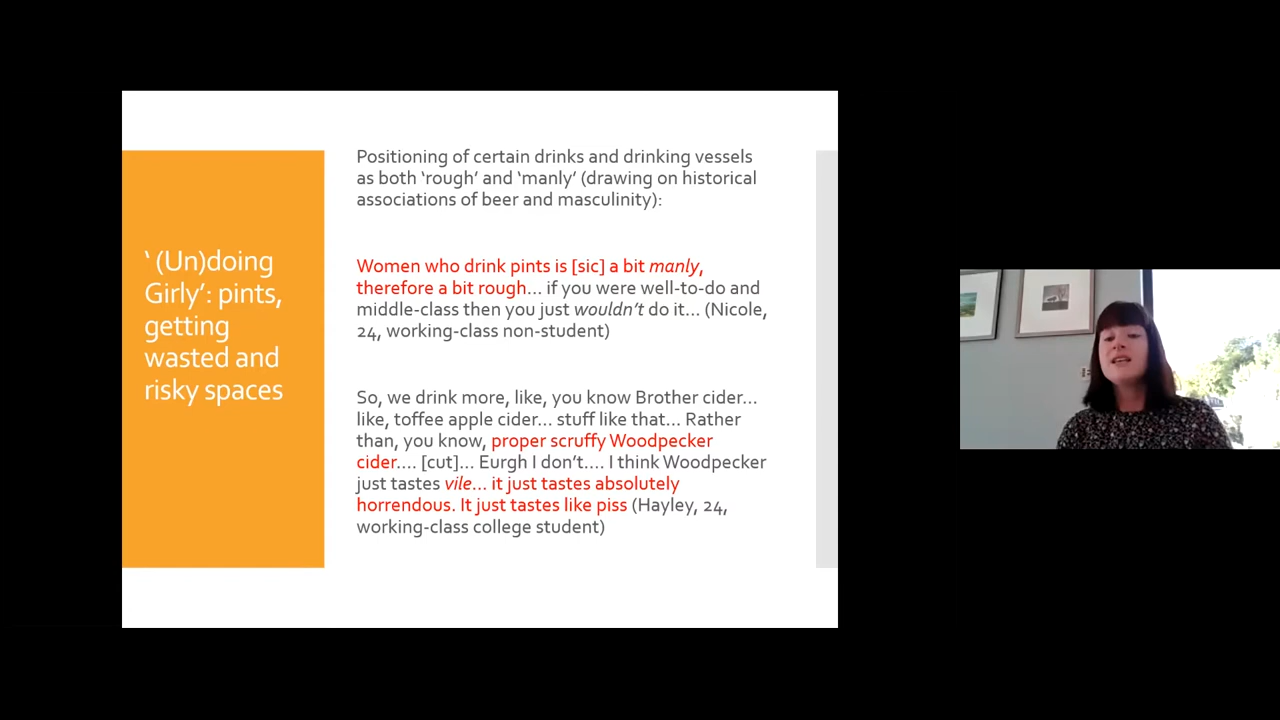 ‘ (Un)doing
Girly’: pints,
getting
wasted and
risky spaces
Positioning of certain drinks and drinking vessels
as both ‘rough’ and ‘manly’ (drawing on historical
associations of beer and masculinity):
Women who drink pints is [sic] a bit manly,
therefore a bit rough... if you were well-to-do and
middle-class then you just wouldn’t do it... (Nicole,
24, working-class non-student)
So, we drink more, like, you know Brother cider...
like, toffee apple cider... stuff like that... Rather
than, you know, proper scruffy Woodpecker
cider.... [cut]... Eurgh I don’t.... I think Woodpecker
just tastes vile... it just tastes absolutely
horrendous. It just tastes like piss (Hayley, 24,
working-class college student)